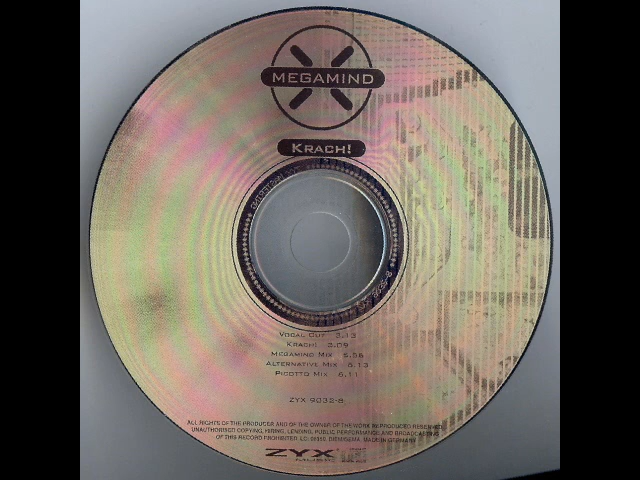 MEGAMIND
KRACH!
VOCAL CUT 3.13
KRACH! 3.09
MEGAMIND MIX 5.56
ALTERNATIVE MIX 6.13
PICOTTO MIX 6.11
ZYX 9032-8
ALL RIGHTS OF THE PRODUCER AND OF THE OWNER OF THE WORK REPRODUCED RESERVED.
UNAUTHORISED COPYING, HIRING, LENDING, PUBLIC PERFORMANCE AND BROADCASTING
OF THIS RECORD PROHIBITED. LC
MADE IN GERMANY
ZYX
MUSIC